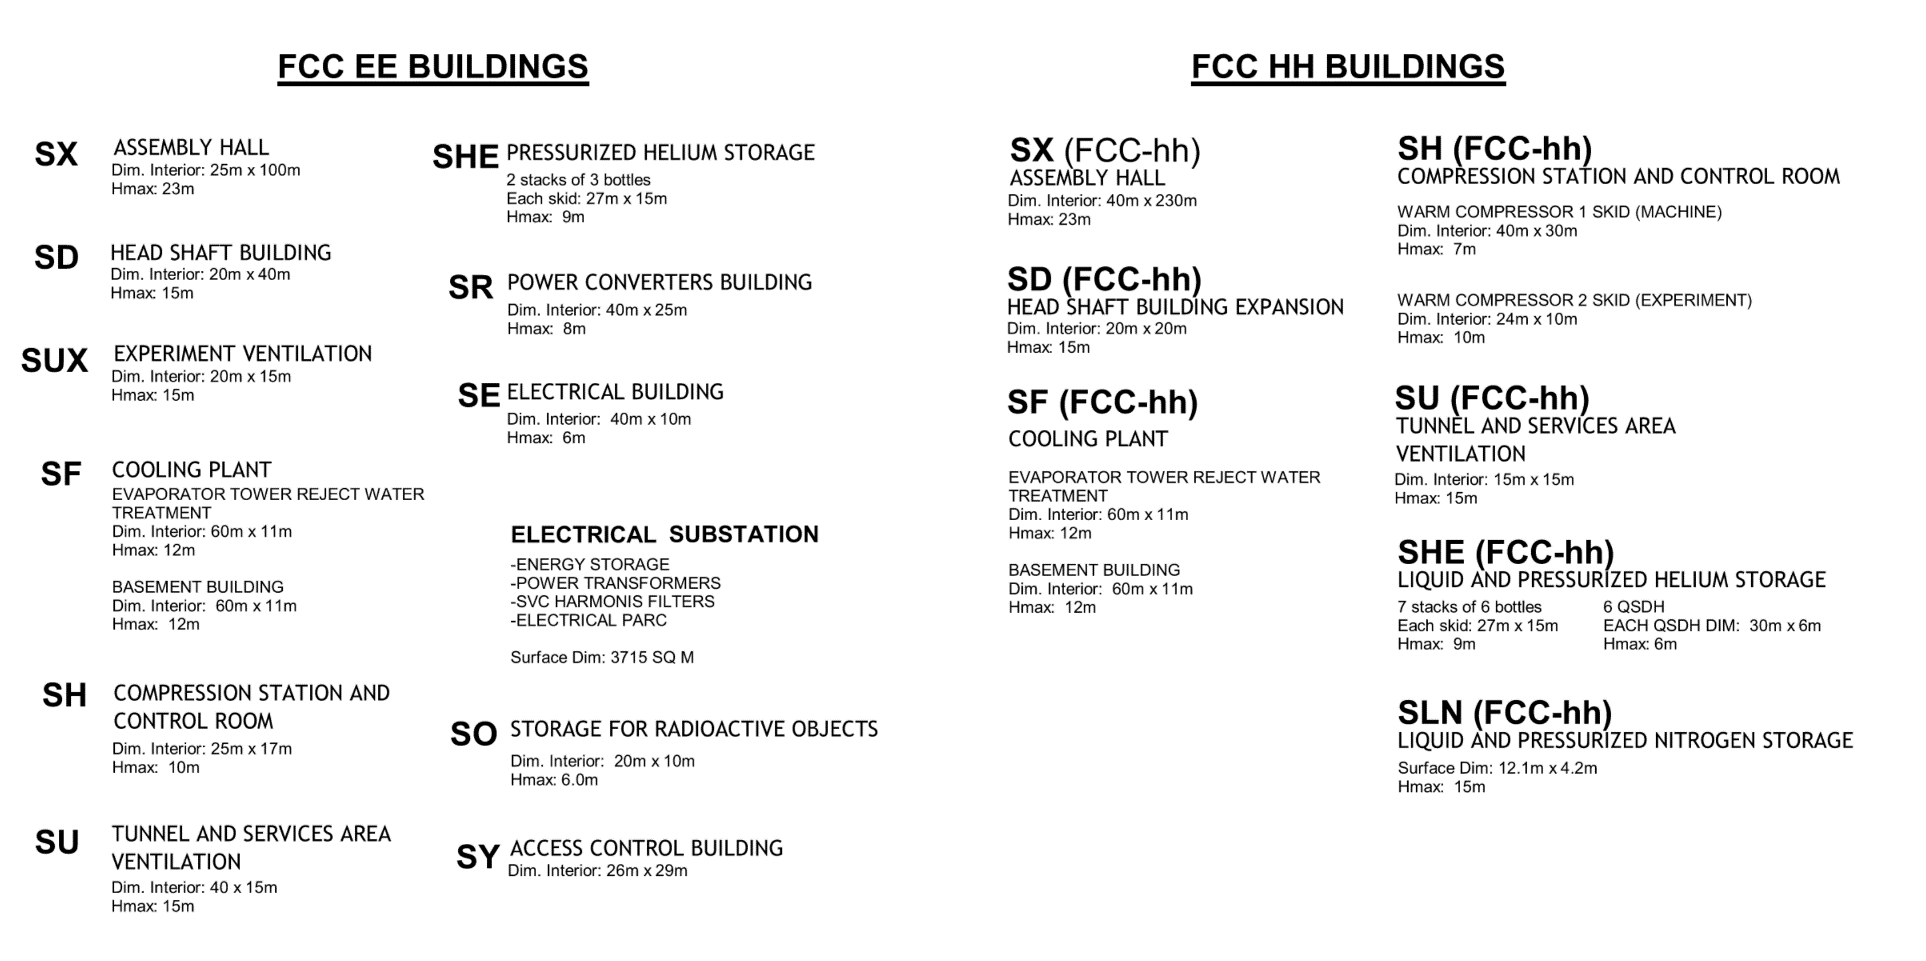 FCC EE BUILDINGS
SX
ASSEMBLY HALL
Dim. Interior: 25m x 100m
Hmax: 23m
SD
HEAD SHAFT BUILDING
Dim. Interior: 20m x 40m
Hmax: 15m
SUX
EXPERIMENT VENTILATION
Dim. Interior: 20m x 15m
Hmax: 15m
SF
COOLING PLANT
EVAPORATOR TOWER REJECT WATER
TREATMENT
Dim. Interior: 60m x 11m
Hmax: 12m
BASEMENT BUILDING
Dim. Interior: 60m x 11m
Hmax: 12m
SH
COMPRESSION STATION AND
CONTROL ROOM
Dim. Interior: 25m x 17m
Hmax: 10m
SU
TUNNEL AND SERVICES AREA
VENTILATION
Dim. Interior: 40 x 15m
Hmax: 15m
SHE
PRESSURIZED HELIUM STORAGE
2 stacks of 3 bottles
Each skid: 27m x 15m
Hmax: 9m
SR
POWER CONVERTERS BUILDING
Dim. Interior: 40m x 25m
Hmax: 8m
SE
ELECTRICAL BUILDING
Dim. Interior: 40m x 10m
Hmax: 6m
ELECTRICAL SUBSTATION
-ENERGY STORAGE
-POWER TRANSFORMERS
-SVC HARMONIS FILTERS
-ELECTRICAL PARC
Surface Dim: 3715 SQ M
SO
STORAGE FOR RADIOACTIVE OBJECTS
Dim. Interior: 20m x 10m
Hmax: 6.0m
SY
ACCESS CONTROL BUILDING
Dim. Interior: 26m x 29m
FCC HH BUILDINGS
SX (FCC-hh)
ASSEMBLY HALL
Dim. Interior: 40m x 230m
Hmax: 23m
SD (FCC-hh)
HEAD SHAFT BUILDING EXPANSION
Dim. Interior: 20m x 20m
Hmax: 15m
SF (FCC-hh)
COOLING PLANT
EVAPORATOR TOWER REJECT WATER
TREATMENT
Dim. Interior: 60m x 11m
Hmax: 12m
BASEMENT BUILDING
Dim. Interior: 60m x 11m
Hmax: 12m
SH (FCC-hh)
COMPRESSION STATION AND CONTROL ROOM
WARM COMPRESSOR 1 SKID (MACHINE)
Dim. Interior: 40m x 30m
Hmax: 7m
WARM COMPRESSOR 2 SKID (EXPERIMENT)
Dim. Interior: 24m x 10m
Hmax: 10m
SU (FCC-hh)
TUNNEL AND SERVICES AREA
VENTILATION
Dim. Interior: 15m x 15m
Hmax: 15m
SHE (FCC-hh)
LIQUID AND PRESSURIZED HELIUM STORAGE
7 stacks of 6 bottles
Each skid: 27m x 15m
Hmax: 9m
6 QSDH
EACH QSDH DIM: 30m x 6m
Hmax: 6m
SLN (FCC-hh)
LIQUID AND PRESSURIZED NITROGEN STORAGE
Surface Dim: 12.1m x 4.2m
Hmax: 15m